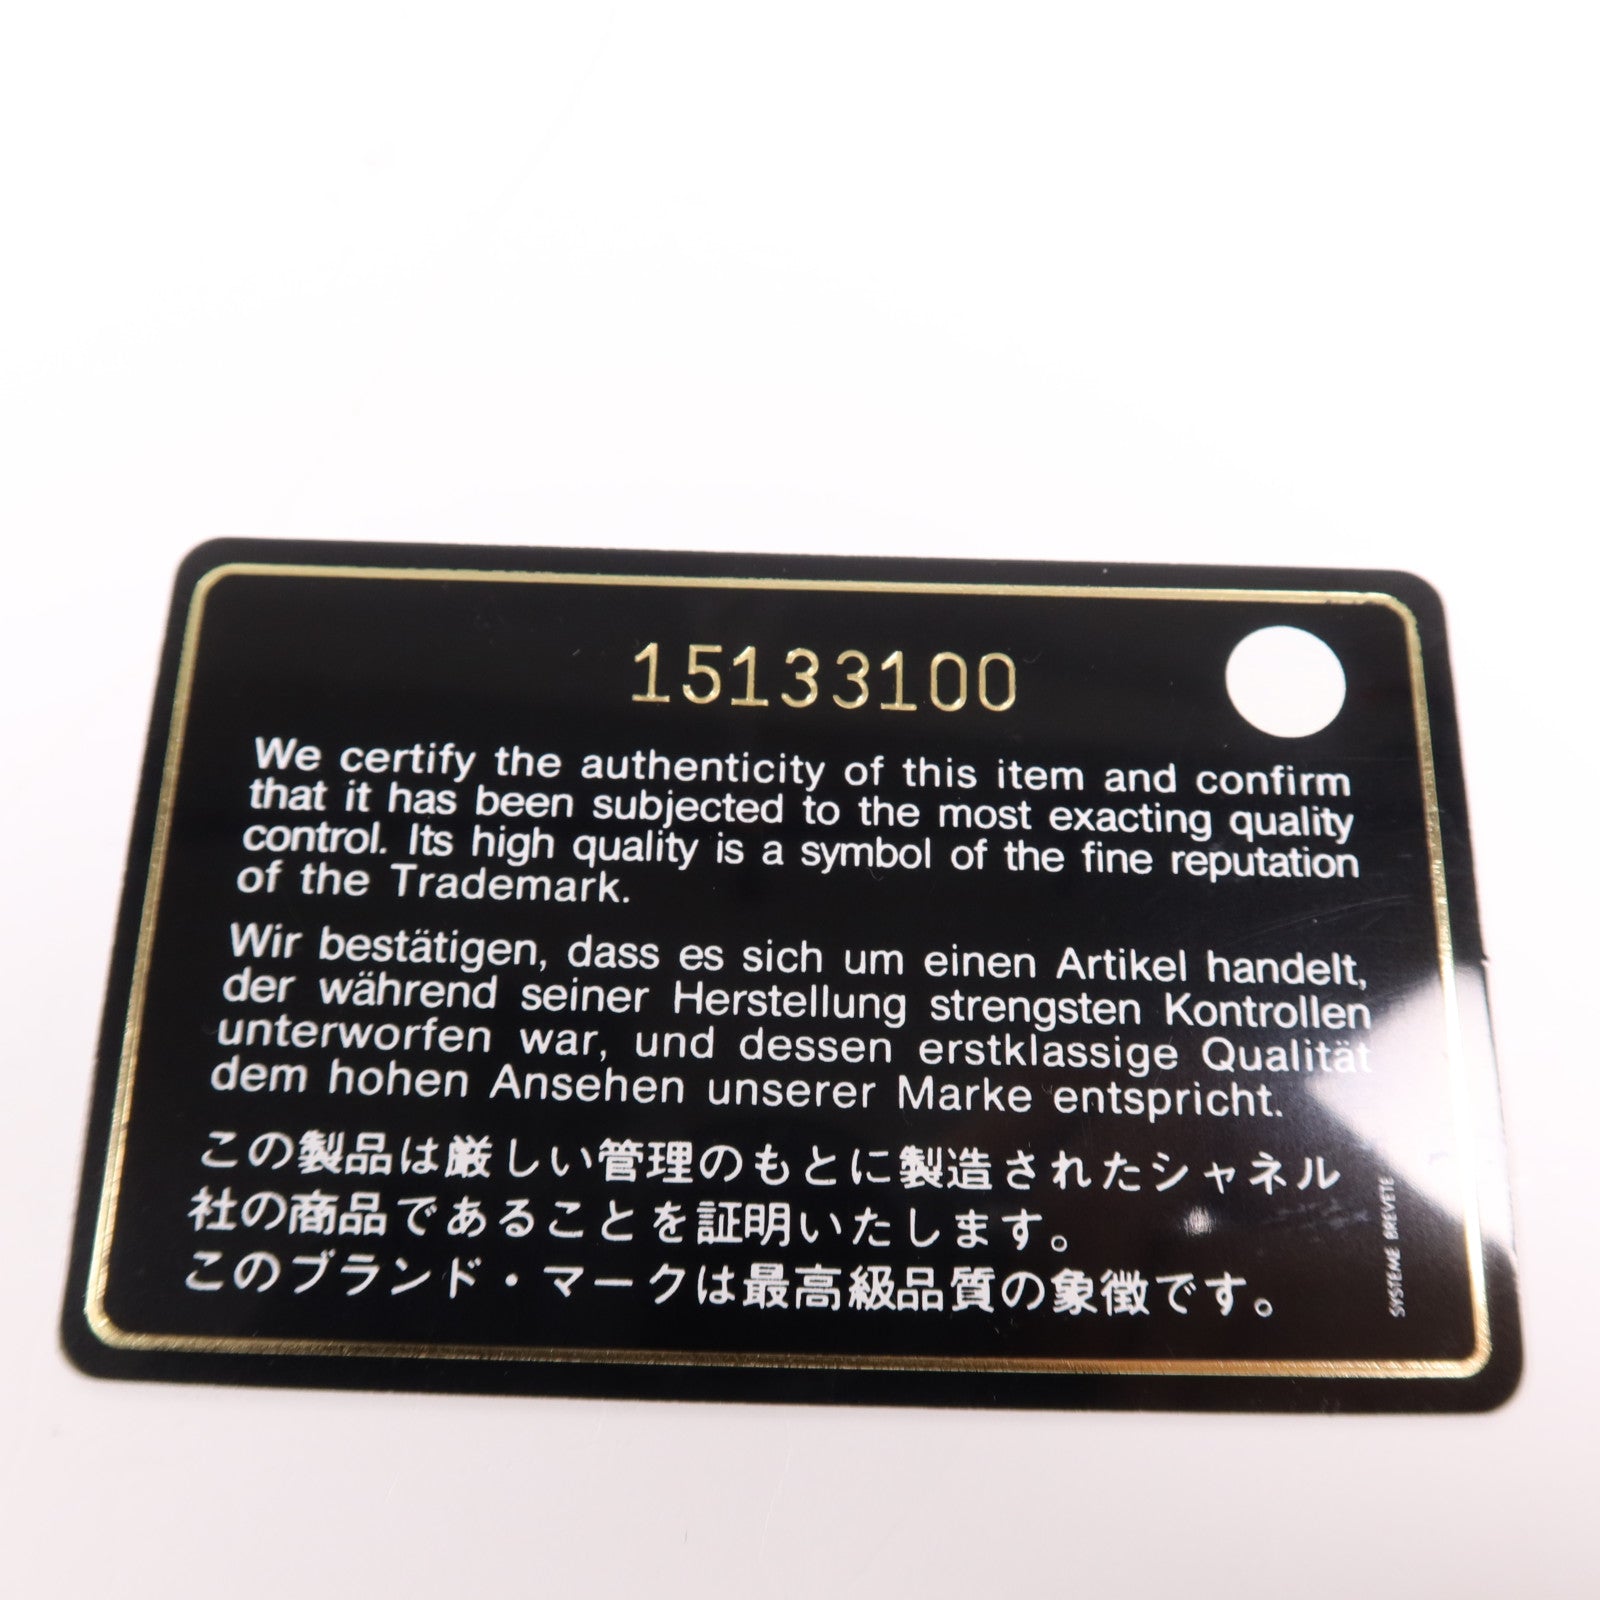 15133100
We certify the authenticity of this item and confirm
that it has been subjected to the most exacting quality
control. Its high quality is a symbol of the fine reputation
of the Trademark.
Wir bestätigen, dass es sich um einen Artikel handelt,
der während seiner Herstellung strengsten Kontrollen
unterworfen war, und dessen erstklassige Qualität
dem hohen Ansehen unserer Marke entspricht.
この製品は厳しい管理のもとに製造されたシャネル
社の商品であることを証明いたします。
このブランド・マークは最高級品質の象徴です。
SYSTEME BREVETE